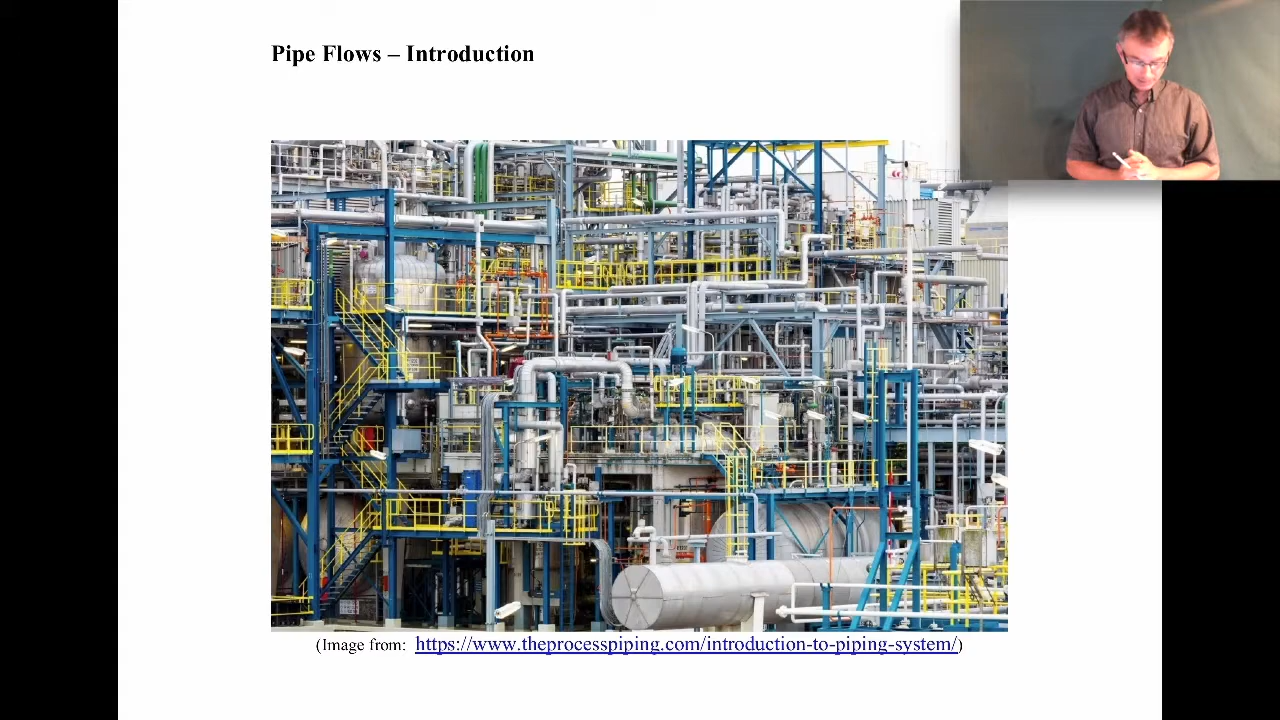 Pipe Flows – Introduction
(Image from: https://www.theprocesspiping.com/introduction-to-piping-system/)